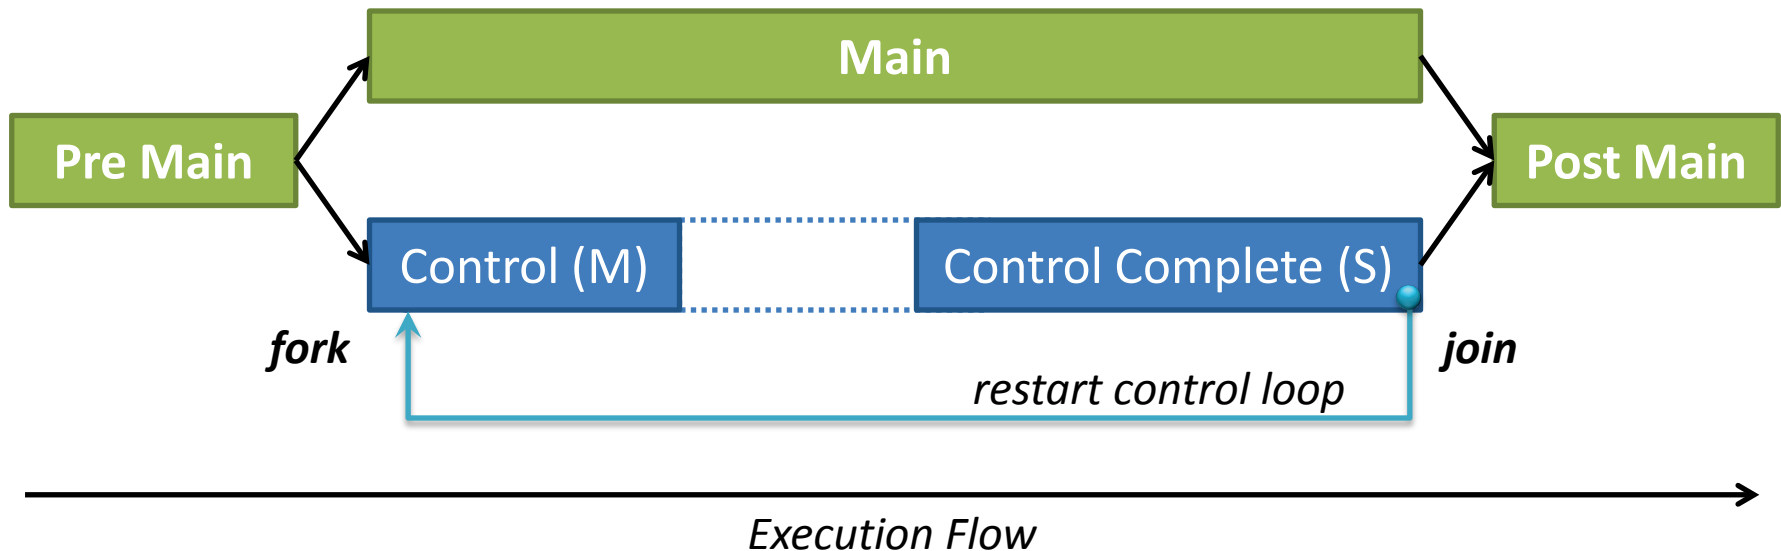 Main
Pre Main
Post Main
Control (M)
Control Complete (S)
fork
join
restart control loop
Execution Flow